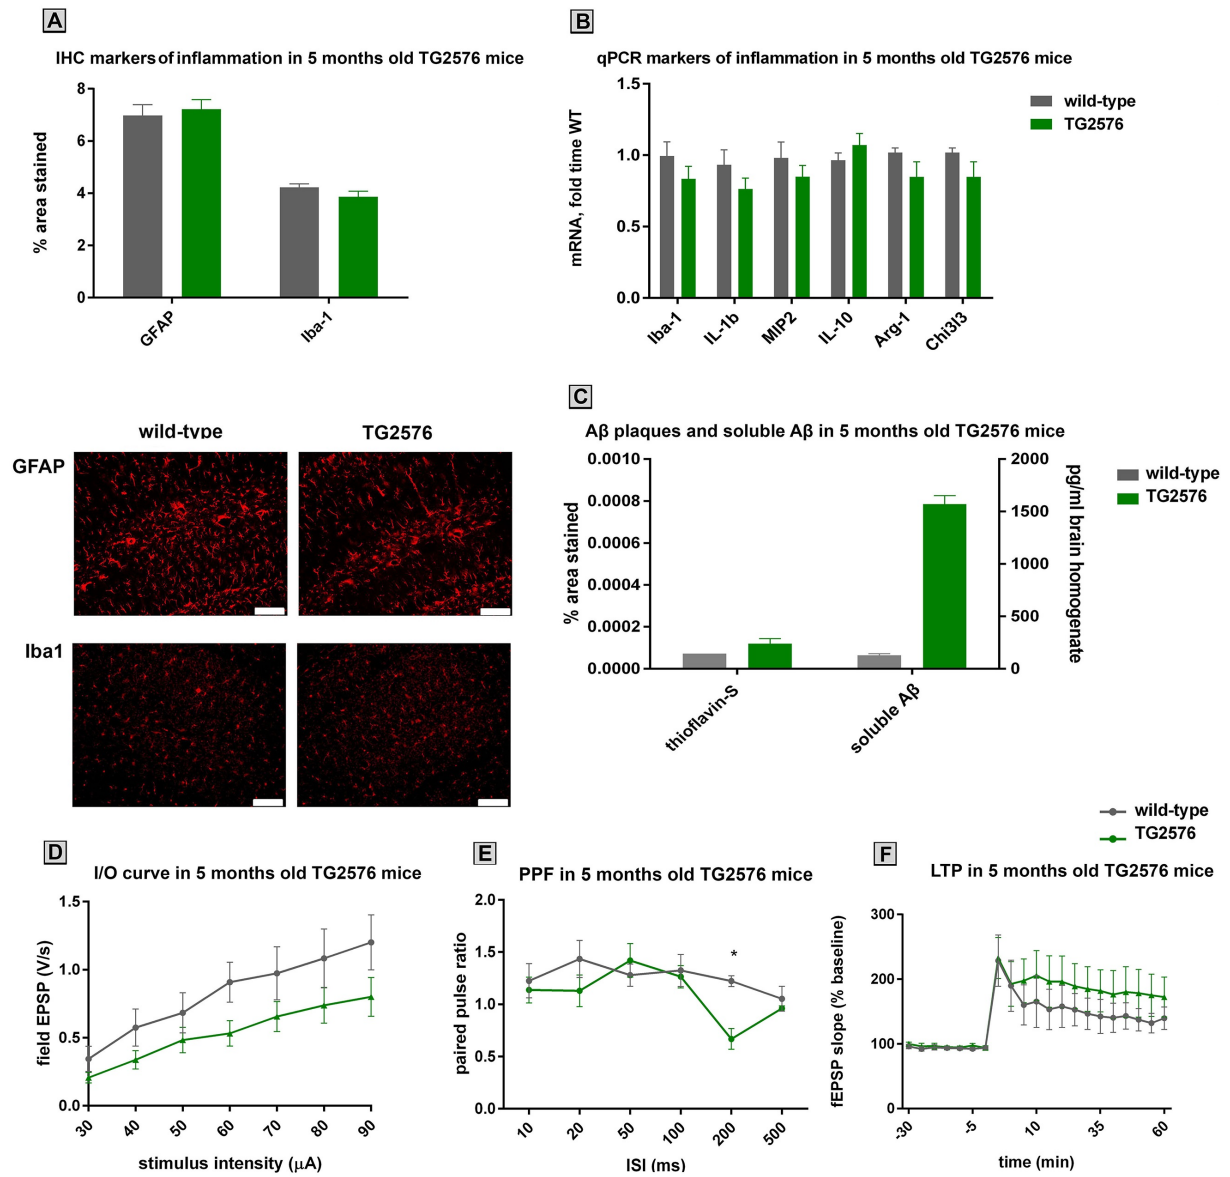 A
IHC markers of inflammation in 5 months old TG2576 mice
8
6
4
2
0
% area stained
GFAP
Iba-1
B
qPCR markers of inflammation in 5 months old TG2576 mice
1.5
1.0
0.5
0.0
mRNA, fold time WT
Iba-1
IL-1b
MIP2
IL-10
Arg-1
Chi3l3
wild-type
TG2576
wild-type
TG2576
GFAP
Iba1
C
Aβ plaques and soluble Aβ in 5 months old TG2576 mice
0.0010
0.0008
0.0006
0.0004
0.0002
0.0000
% area stained
2000
1500
1000
500
0
pg/ml brain homogenate
thioflavin-S
soluble Aβ
wild-type
TG2576
wild-type
TG2576
D
I/O curve in 5 months old TG2576 mice
1.5
1.0
0.5
0.0
field EPSP (V/s)
30
40
50
60
70
80
90
stimulus intensity (µA)
E
PPF in 5 months old TG2576 mice
2.0
1.5
1.0
0.5
0.0
paired pulse ratio
*
10
20
50
100
200
500
ISI (ms)
F
LTP in 5 months old TG2576 mice
300
200
100
0
fEPSP slope (% baseline)
-30
-5
10
35
60
time (min)